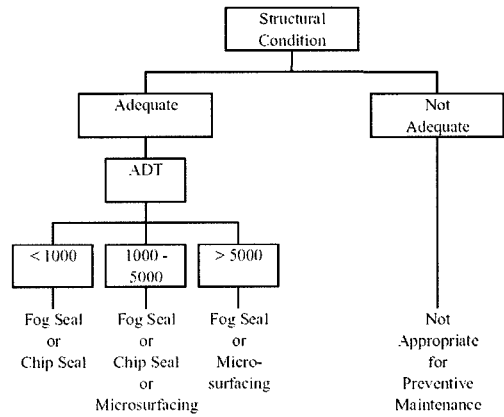 Structural
Condition
Adequate
Not
Adequate
ADT
< 1000
1000 -
5000
> 5000
Fog Seal
or
Chip Seal
Fog Seal
or
Chip Seal
or
Microsurfacing
Fog Seal
or
Micro-
surfacing
Not
Appropriate
for
Preventive
Maintenance